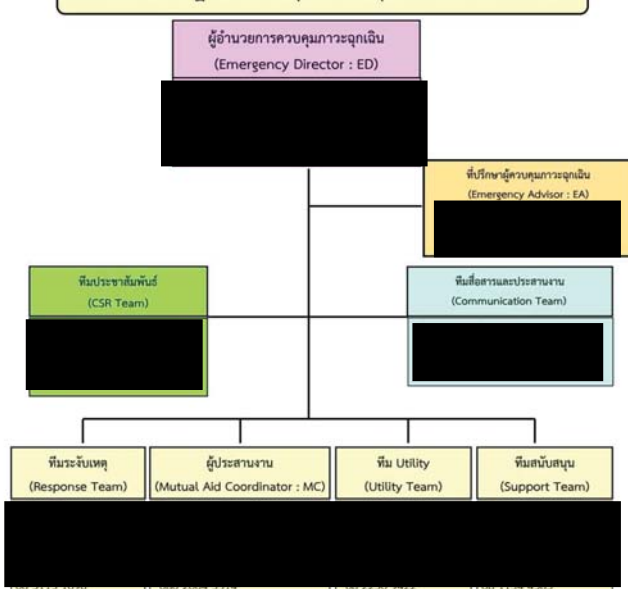 ผู้อำนวยการควบคุมภาวะฉุกเฉิน
(Emergency Director : ED)
ที่ปรึกษาผู้ควบคุมภาวะฉุกเฉิน
(Emergency Advisor : EA)
ทีมประชาสัมพันธ์
(CSR Team)
ทีมสื่อสารและประสานงาน
(Communication Team)
ทีมระงับเหตุ
(Response Team)
ผู้ประสานงาน
(Mutual Aid Coordinator : MC)
ทีม Utility
(Utility Team)
ทีมสนับสนุน
(Support Team)